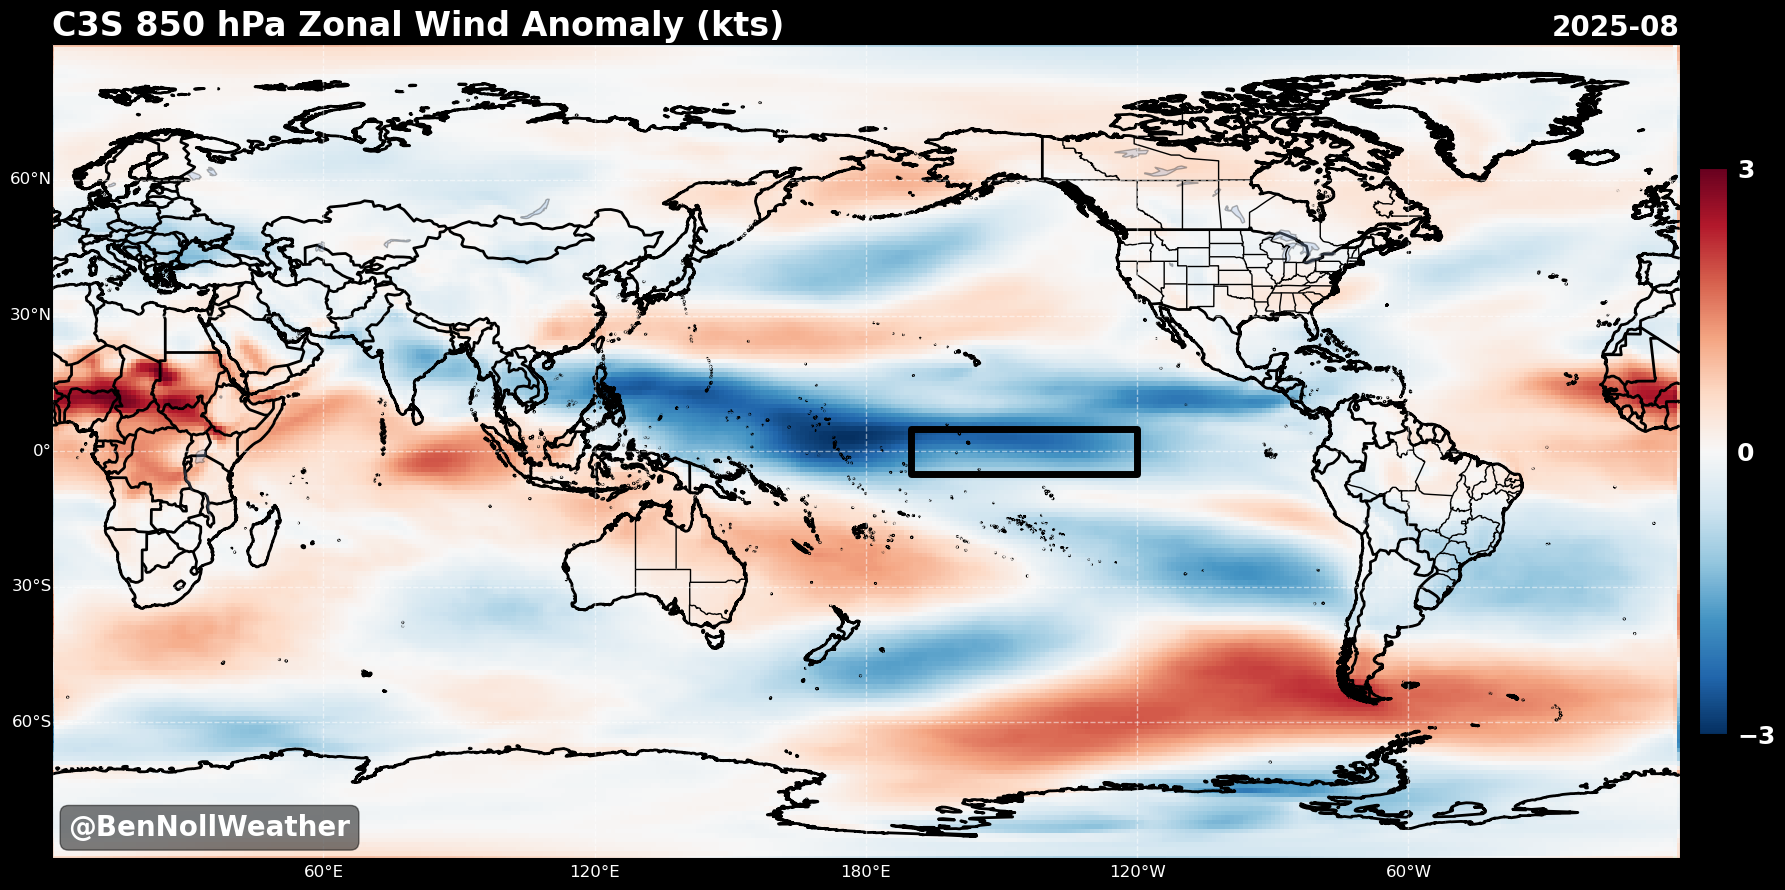 C3S 850 hPa Zonal Wind Anomaly (kts)
2025-08
60°N
30°N
0°
30°S
60°S
60°E
120°E
180°E
120°W
60°W
3
0
−3
@BenNollWeather